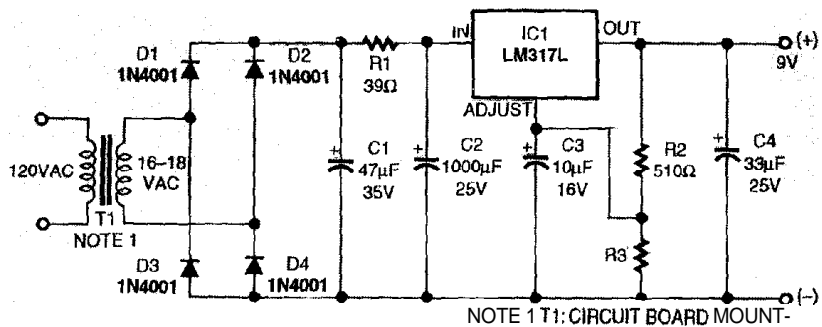 D1
1N4001
D2
1N4001
R1
39Ω
IN
IC1
LM317L
OUT
ADJUST
(+)
9V
120VAC
16–18
VAC
T1
NOTE 1
C1
47µF
35V
C2
1000µF
25V
C3
10µF
16V
R2
510Ω
C4
33µF
25V
R3
D3
1N4001
D4
1N4001
(–)
NOTE 1 T1: CIRCUIT BOARD MOUNT-
+
+
+
+